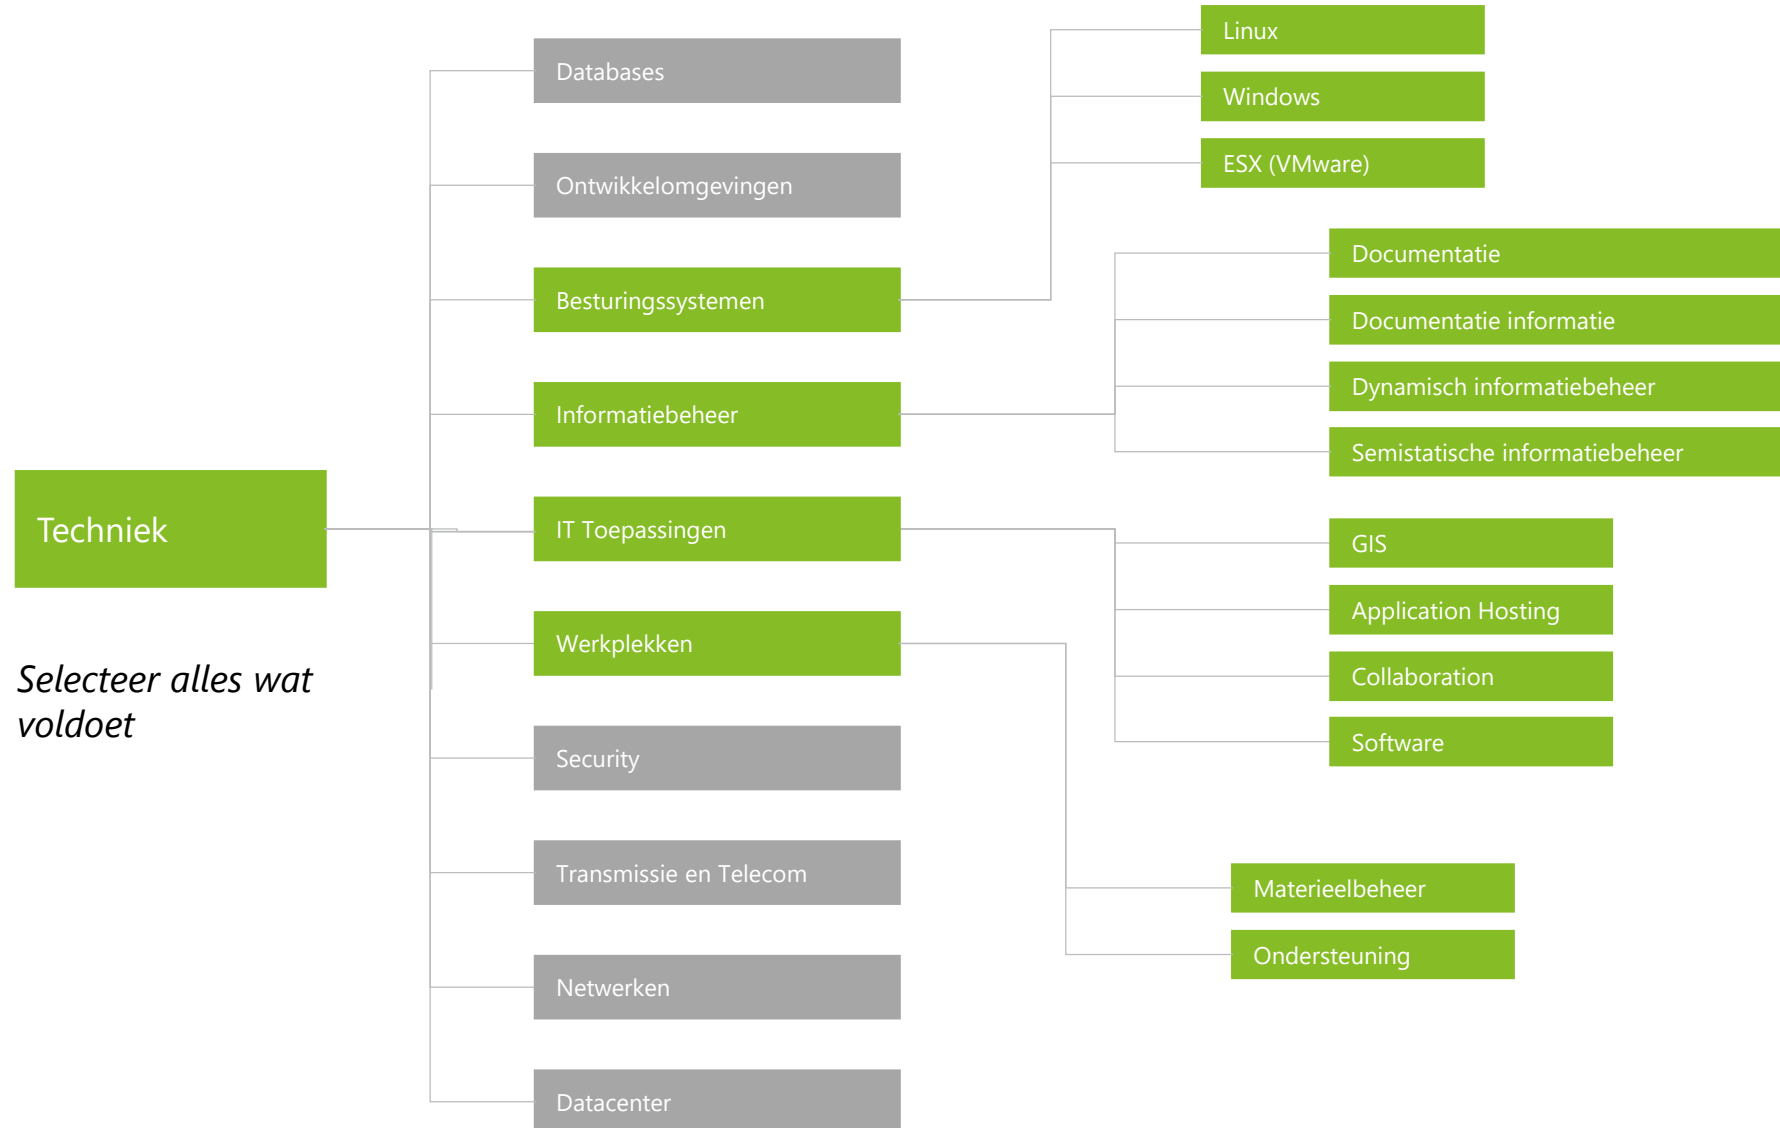 Techniek
Selecteer alles wat
voldoet
Databases
Ontwikkelomgevingen
Besturingssystemen
Informatiebeheer
IT Toepassingen
Werkplekken
Security
Transmissie en Telecom
Netwerken
Datacenter
Linux
Windows
ESX (VMware)
Documentatie
Documentatie informatie
Dynamisch informatiebeheer
Semistatische informatiebeheer
GIS
Application Hosting
Collaboration
Software
Materieelbeheer
Ondersteuning